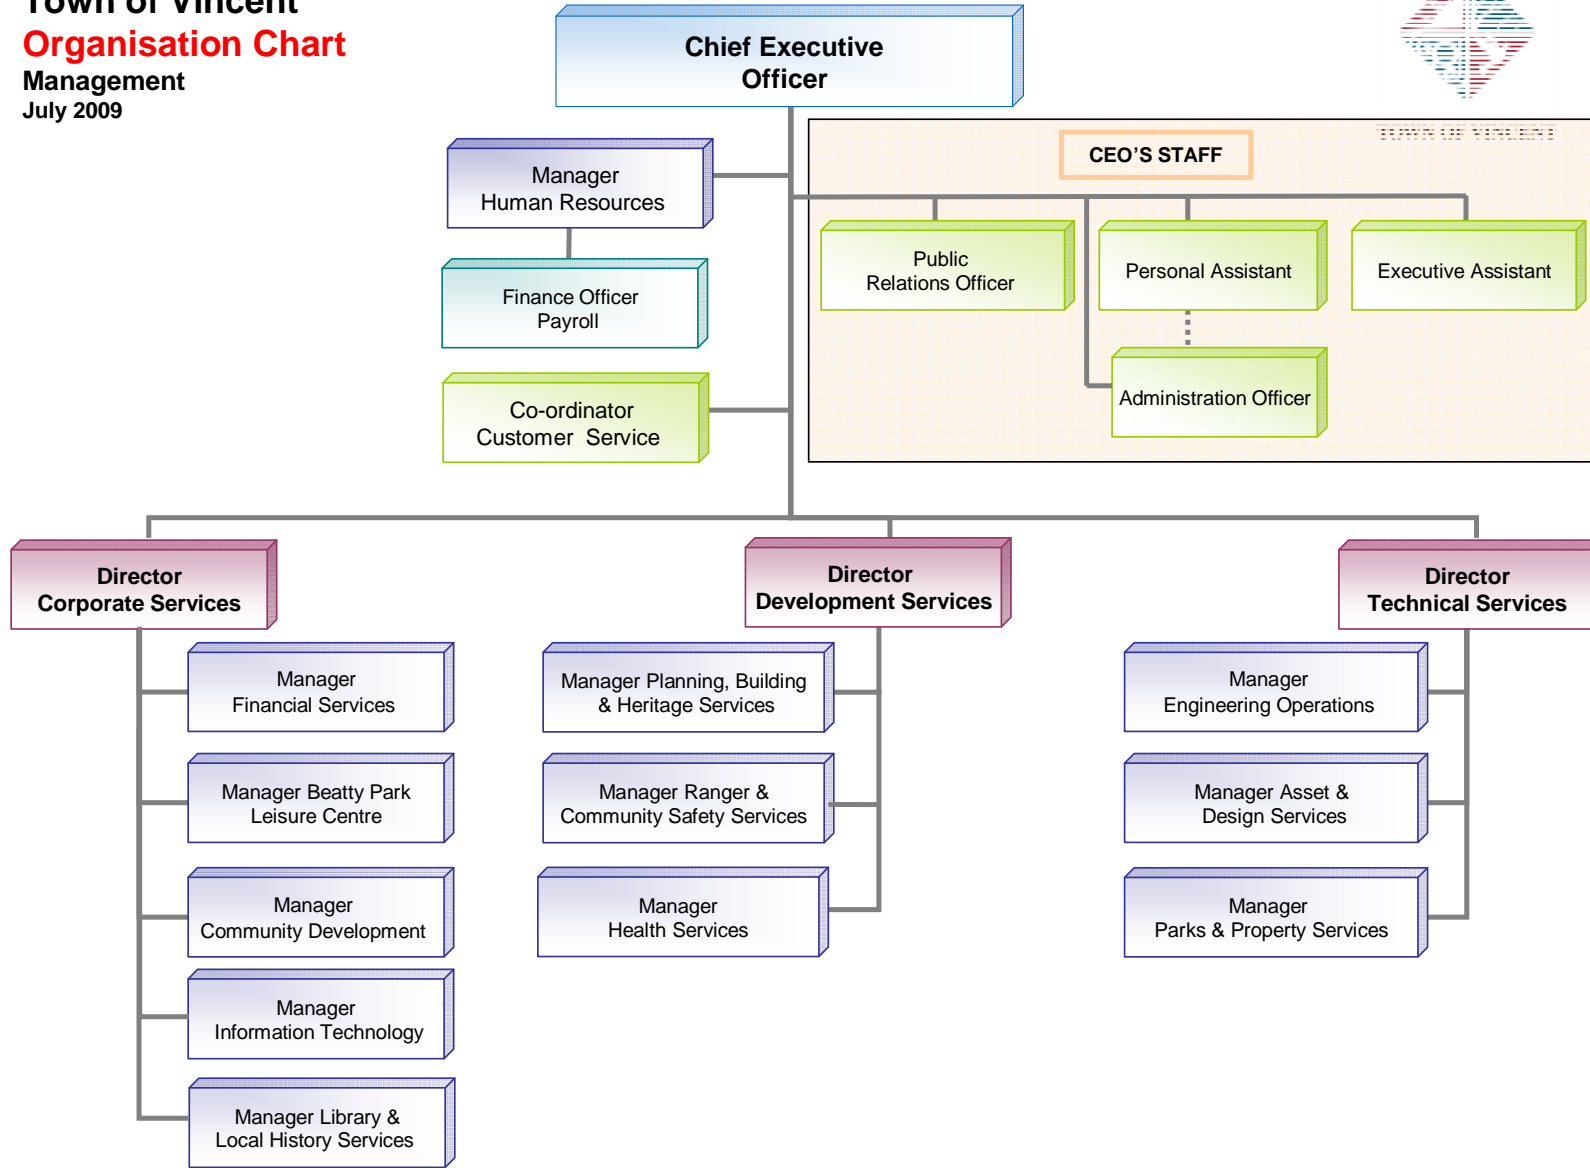 Town of Vincent
Organisation Chart
Management
July 2009
Chief Executive
Officer
TOWN OF VINCENT
CEO'S STAFF
Manager
Human Resources
Finance Officer
Payroll
Co-ordinator
Customer Service
Public
Relations Officer
Personal Assistant
Executive Assistant
Administration Officer
Director
Corporate Services
Manager
Financial Services
Manager Beatty Park
Leisure Centre
Manager
Community Development
Manager
Information Technology
Manager Library &
Local History Services
Director
Development Services
Manager Planning, Building
& Heritage Services
Manager Ranger &
Community Safety Services
Manager
Health Services
Director
Technical Services
Manager
Engineering Operations
Manager Asset &
Design Services
Manager
Parks & Property Services